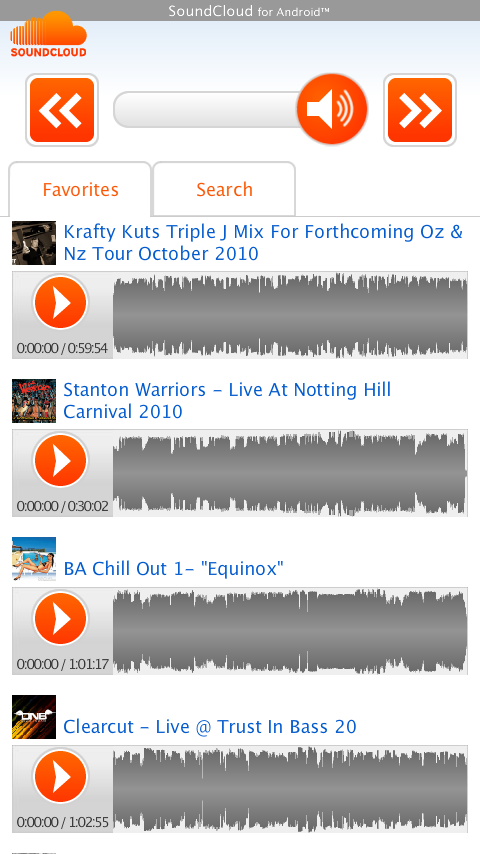 SoundCloud for Android™
SOUNDCLOUD
Favorites
Search
Krafty Kuts Triple J Mix For Forthcoming Oz &
Nz Tour October 2010
0:00:00 / 0:59:54
Stanton Warriors - Live At Notting Hill
Carnival 2010
0:00:00 / 0:30:02
BA Chill Out 1- "Equinox"
0:00:00 / 1:01:17
DNB
Clearcut - Live @ Trust In Bass 20
0:00:00 / 1:02:55